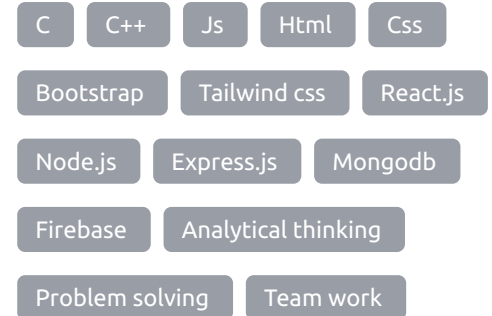 C C++ Js Html Css
Bootstrap Tailwind css React.js
Node.js Express.js Mongodb
Firebase Analytical thinking
Problem solving Team work